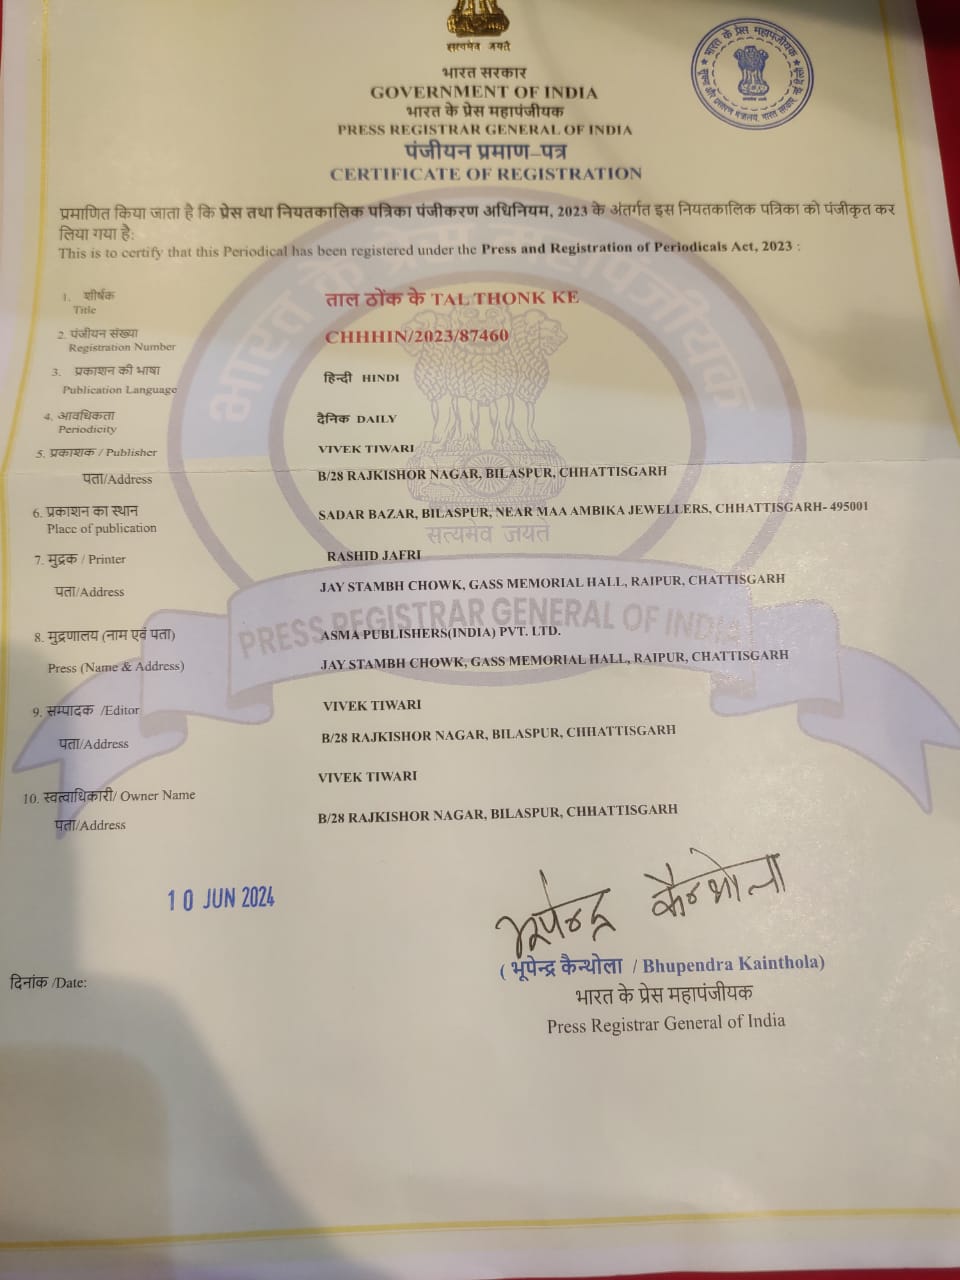 सत्यमेव जयते
भारत सरकार
GOVERNMENT OF INDIA
भारत के प्रेस महापंजीयक
PRESS REGISTRAR GENERAL OF INDIA
पंजीयन प्रमाण–पत्र
CERTIFICATE OF REGISTRATION
भारत के प्रेस महापंजीयक
प्रमाणित किया जाता है कि प्रेस तथा नियतकालिक पत्रिका पंजीकरण अधिनियम, 2023 के अंतर्गत इस नियतकालिक पत्रिका को पंजीकृत कर
लिया गया है:
This is to certify that this Periodical has been registered under the Press and Registration of Periodicals Act, 2023 :
1. शीर्षक
Title
ताल ठोंक के TAL THONK KE
2. पंजीयन संख्या
Registration Number
CHHHIN/2023/87460
3. प्रकाशन की भाषा
Publication Language
हिन्दी HINDI
4. आवधिकता
Periodicity
दैनिक DAILY
5. प्रकाशक / Publisher
VIVEK TIWARI
पता/Address
B/28 RAJKISHOR NAGAR, BILASPUR, CHHATTISGARH
6. प्रकाशन का स्थान
Place of publication
SADAR BAZAR, BILASPUR, NEAR MAA AMBIKA JEWELLERS, CHHATTISGARH- 495001
सत्यमेव जयते
7. मुद्रक / Printer
RASHID JAFRI
पता/Address
JAY STAMBH CHOWK, GASS MEMORIAL HALL, RAIPUR, CHATTISGARH
PRESS REGISTRAR GENERAL OF INDIA
8. मुद्रणालय (नाम एवं पता)
ASMA PUBLISHERS(INDIA) PVT. LTD.
Press (Name & Address)
JAY STAMBH CHOWK, GASS MEMORIAL HALL, RAIPUR, CHATTISGARH
9. सम्पादक /Editor
VIVEK TIWARI
पता/Address
B/28 RAJKISHOR NAGAR, BILASPUR, CHHATTISGARH
10. स्वत्वाधिकारी/ Owner Name
VIVEK TIWARI
पता/Address
B/28 RAJKISHOR NAGAR, BILASPUR, CHHATTISGARH
10 JUN 2024
भूपेन्द्र कैन्थोला
( भूपेन्द्र कैन्थोला / Bhupendra Kainthola)
दिनांक /Date:
भारत के प्रेस महापंजीयक
Press Registrar General of India